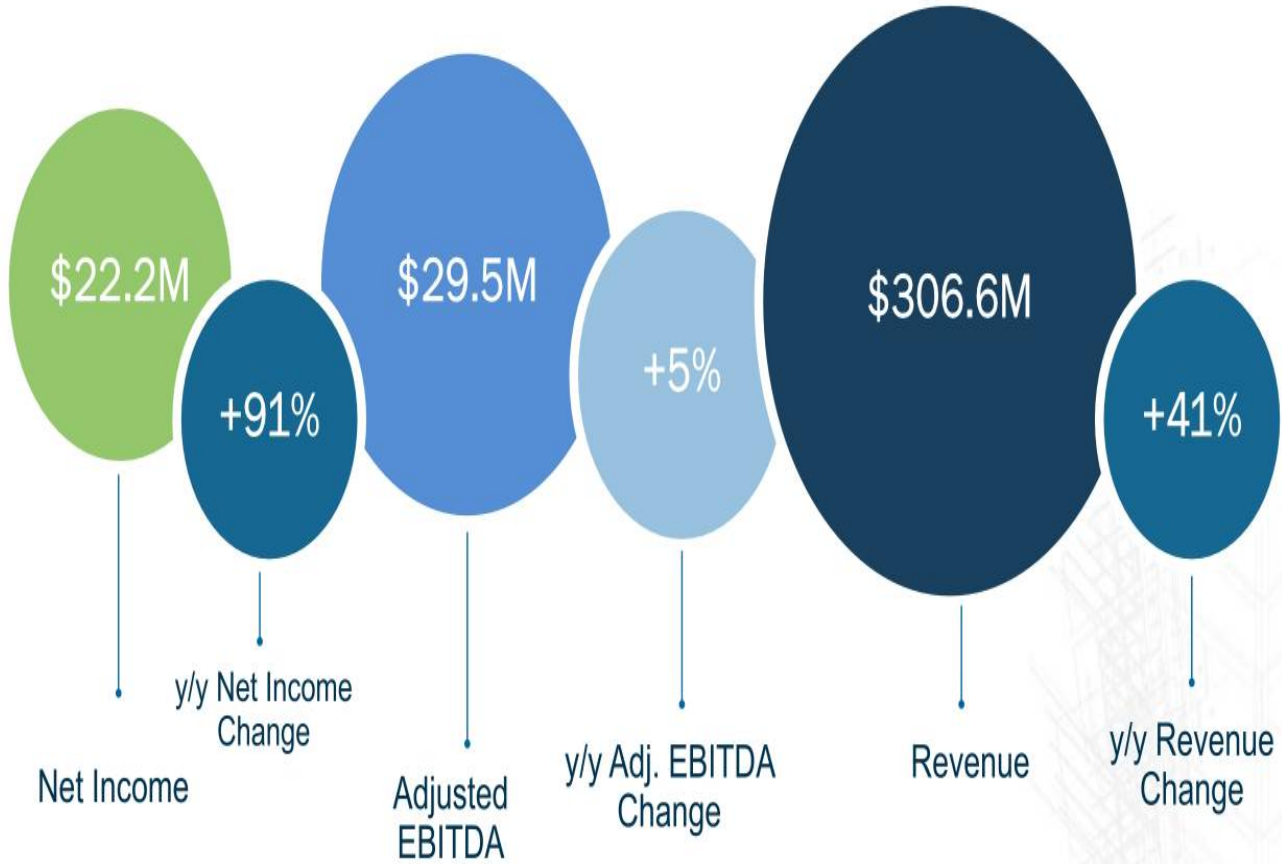 $22.2M
+91%
$29.5M
+5%
$306.6M
+41%
Net Income
y/y Net Income
Change
Adjusted
EBITDA
y/y Adj. EBITDA
Change
Revenue
y/y Revenue
Change